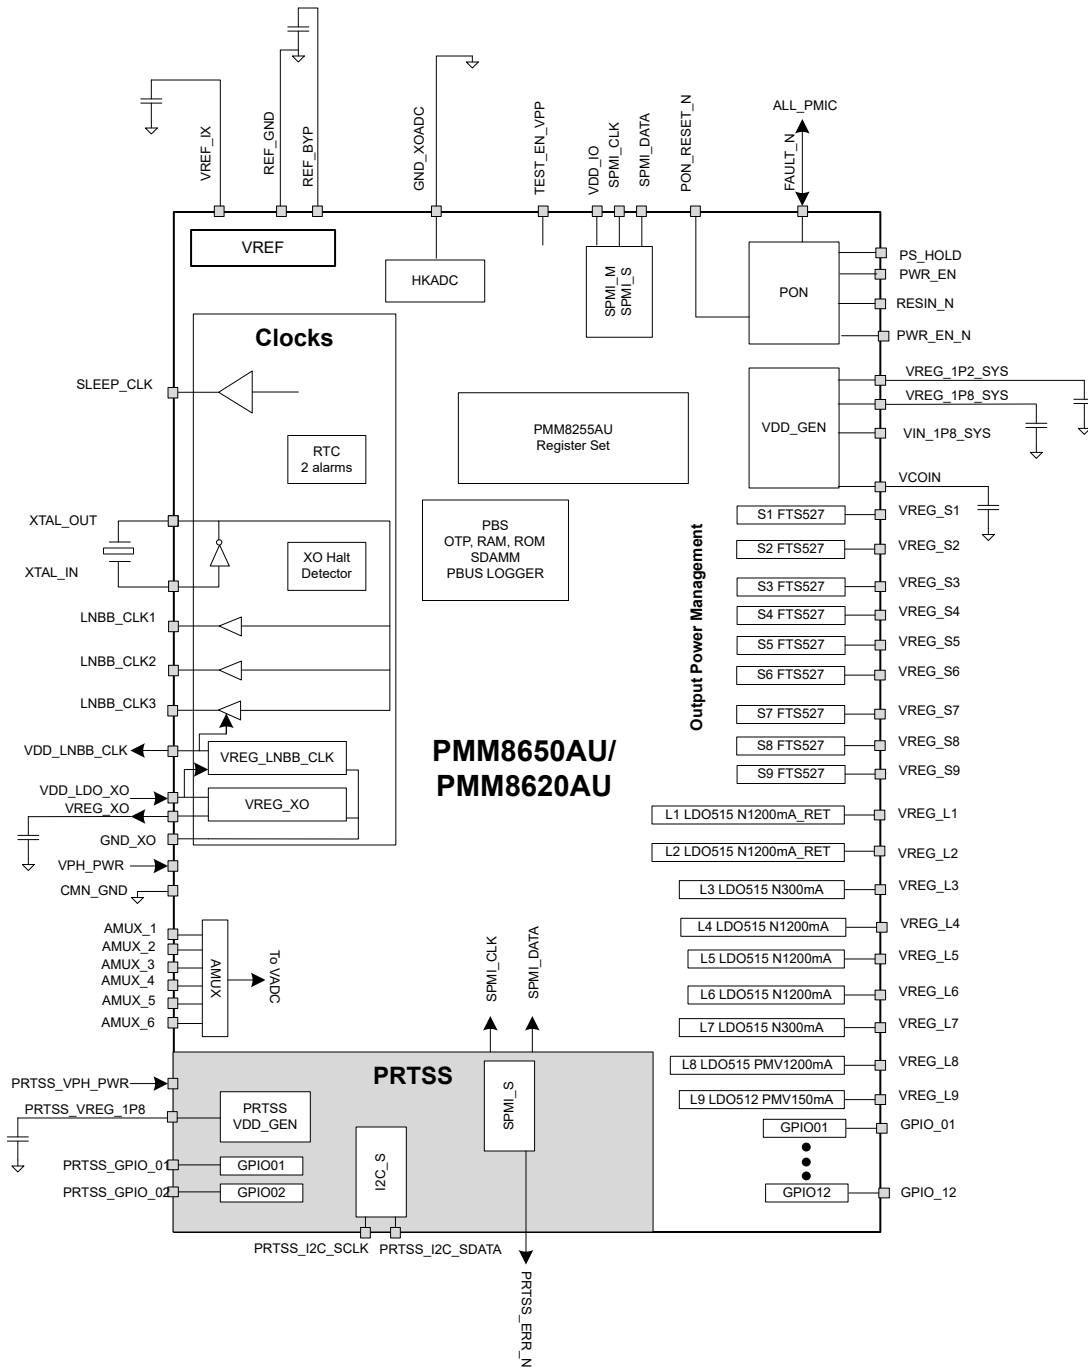 VREF_IX
REF_GND
REF_BYP
GND_XOADC
TEST_EN_VPP
VDD_IO
SPMI_CLK
SPMI_DATA
PON_RESET_N
ALL_PMIC
FAULT_N
VREF
HKADC
SPMI_M
SPMI_S
PON
PS_HOLD
PWR_EN
RESIN_N
PWR_EN_N
Clocks
SLEEP_CLK
RTC
2 alarms
XTAL_OUT
XTAL_IN
XO Halt
Detector
LNBB_CLK1
LNBB_CLK2
LNBB_CLK3
VDD_LNBB_CLK
VREG_LNBB_CLK
VDD_LDO_XO
VREG_XO
VREG_XO
GND_XO
VPH_PWR
CMN_GND
PMM8255AU
Register Set
PBS
OTP, RAM, ROM
SDAMM
PBUS LOGGER
PMM8650AU/
PMM8620AU
VDD_GEN
VREG_1P2_SYS
VREG_1P8_SYS
VIN_1P8_SYS
VCOIN
Output Power Management
S1 FTS527
VREG_S1
S2 FTS527
VREG_S2
S3 FTS527
VREG_S3
S4 FTS527
VREG_S4
S5 FTS527
VREG_S5
S6 FTS527
VREG_S6
S7 FTS527
VREG_S7
S8 FTS527
VREG_S8
S9 FTS527
VREG_S9
L1 LDO515 N1200mA_RET
VREG_L1
L2 LDO515 N1200mA_RET
VREG_L2
L3 LDO515 N300mA
VREG_L3
L4 LDO515 N1200mA
VREG_L4
L5 LDO515 N1200mA
VREG_L5
L6 LDO515 N1200mA
VREG_L6
L7 LDO515 N300mA
VREG_L7
L8 LDO515 PMV1200mA
VREG_L8
L9 LDO512 PMV150mA
VREG_L9
GPIO01
GPIO_01
GPIO12
GPIO_12
AMUX_1
AMUX_2
AMUX_3
AMUX_4
AMUX_5
AMUX_6
AMUX
To VADC
SPMI_CLK
SPMI_DATA
PRTSS
PRTSS_VPH_PWR
PRTSS_VREG_1P8
PRTSS
VDD_GEN
PRTSS_GPIO_01
GPIO01
PRTSS_GPIO_02
GPIO02
I2C_S
SPMI_S
PRTSS_I2C_SCLK
PRTSS_I2C_SDATA
PRTSS_ERR_N